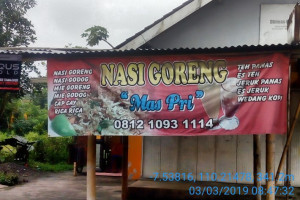 NASI GORENG
NASI GODOG
MIE GORENG
MIE GODOG
CAP CAY
RICA RICA
NASI GORENG
"Mas Pri"
0812 1093 1114
TEH PANAS
ES TEH
JERUK PANAS
ES JERUK
WEDANG KOPI
03/03/2019 08:47:32